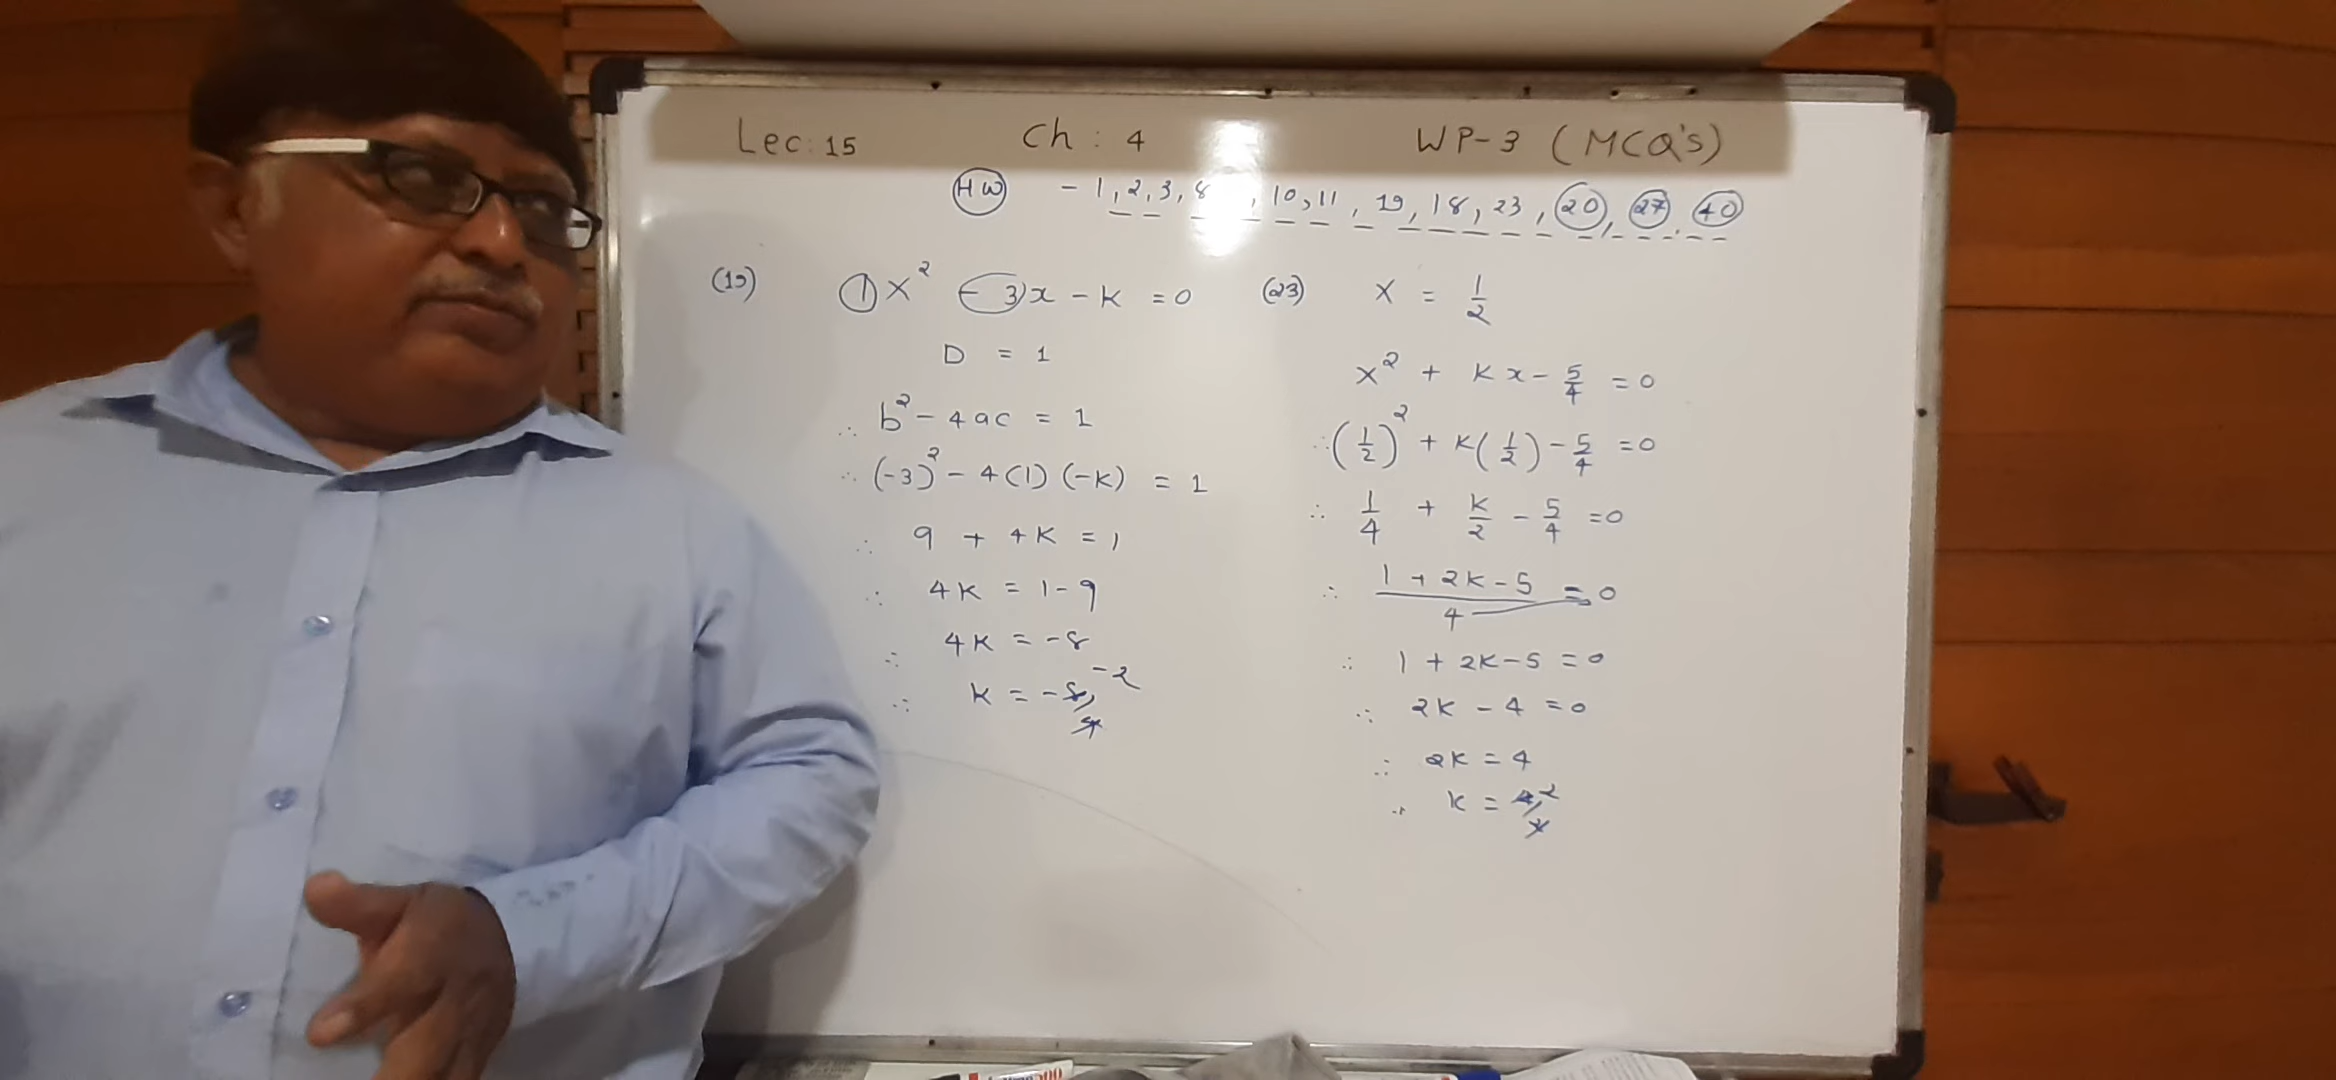 Lec: 15 Ch : 4 WP-3 (MCQ's)
HW - 1, 2, 3, 8, 10, 11, 19, 18, 23, 20, 27, 40
(19) 1x² - 3x - k = 0
D = 1
∴ b² - 4ac = 1
∴ (-3)² - 4(1)(-k) = 1
∴ 9 + 4k = 1
∴ 4k = 1 - 9
∴ 4k = -8
∴ k = -8/4 -2
(23) x = 1/2
x² + kx - 5/4 = 0
∴ (1/2)² + k(1/2) - 5/4 = 0
∴ 1/4 + k/2 - 5/4 = 0
∴ 1 + 2k - 5 / 4 = 0
∴ 1 + 2k - 5 = 0
∴ 2k - 4 = 0
∴ 2k = 4
∴ k = 4/2 2